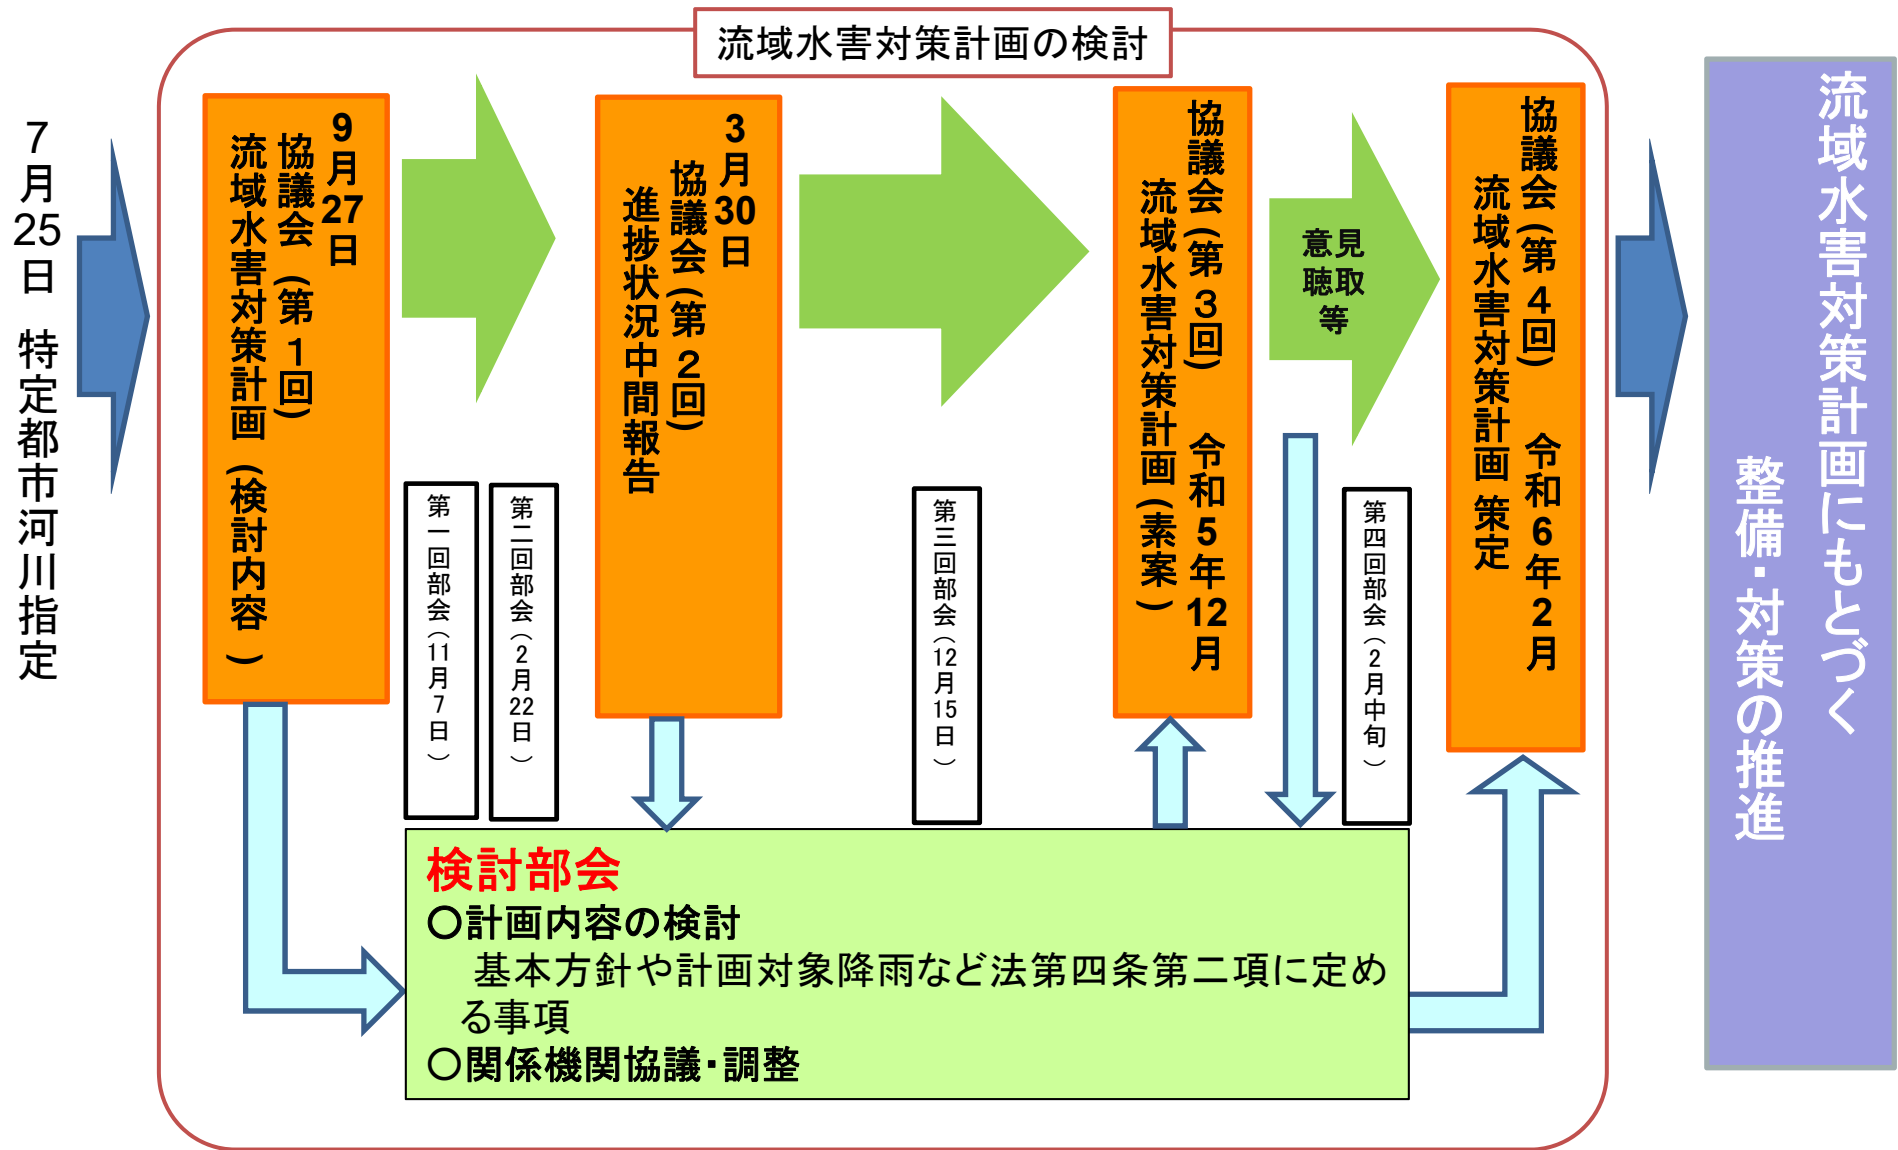 流域水害対策計画の検討
7月25日 特定都市河川指定
9月27日
協議会（第１回）
流域水害対策計画（検討内容）
3月30日
協議会（第２回）
進捗状況中間報告
協議会（第３回） 令和5年12月
流域水害対策計画（素案）
意見
聴取
等
協議会（第４回） 令和6年2月
流域水害対策計画 策定
流域水害対策計画にもとづく
整備・対策の推進
第一回部会（11月7日）
第二回部会（2月22日）
第三回部会（12月15日）
第四回部会（2月中旬）
検討部会
○計画内容の検討
基本方針や計画対象降雨など法第四条第二項に定め
る事項
○関係機関協議・調整